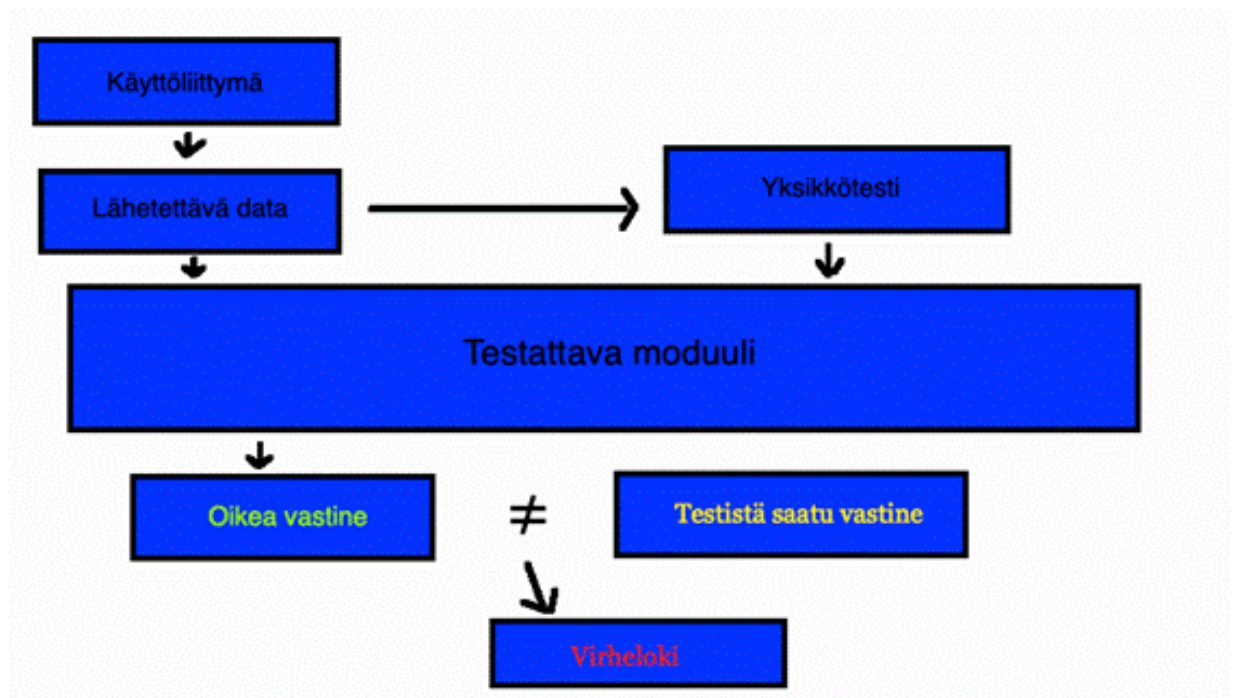 Käyttöliittymä
Lähetettävä data
Yksikkötesti
Testattava moduuli
Oikea vastine
≠
Testistä saatu vastine
Virheloki